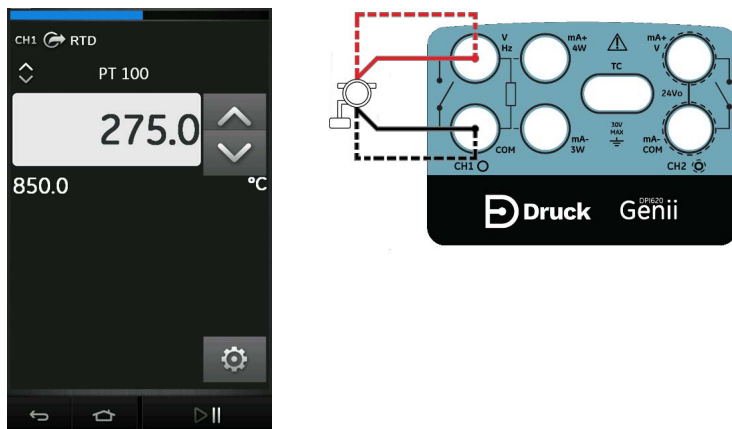 CH1 RTD
PT 100
275.0
850.0 °C
V
Hz
mA+
4W
TC
mA+
V
24Vo
COM
mA-
3W
30V
MAX
mA-
COM
CH1
CH2
Druck
DPI620
Genii